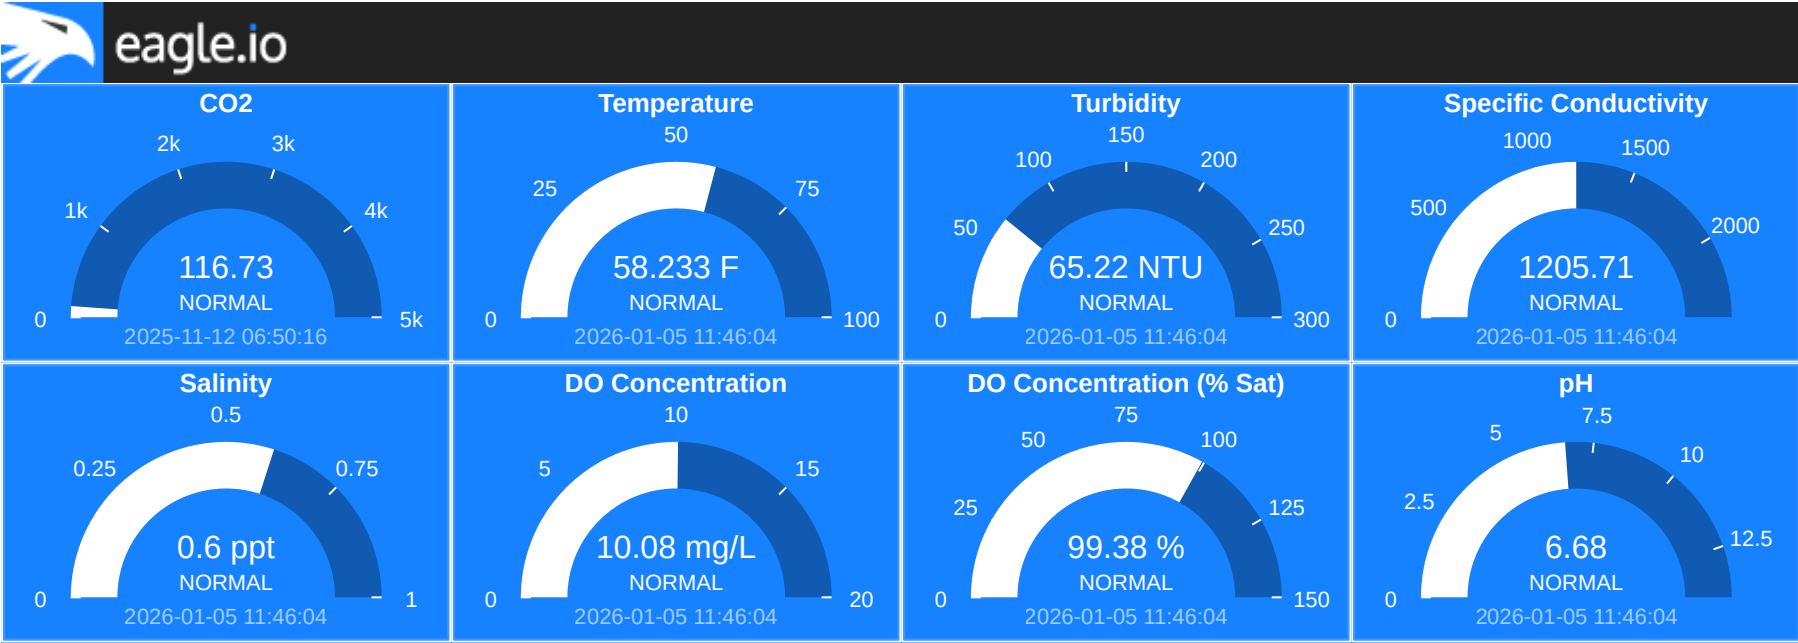 eagle.io
CO2
0
1k
2k
3k
4k
5k
116.73
NORMAL
2025-11-12 06:50:16
Temperature
0
25
50
75
100
58.233 F
NORMAL
2026-01-05 11:46:04
Turbidity
0
50
100
150
200
250
300
65.22 NTU
NORMAL
2026-01-05 11:46:04
Specific Conductivity
0
500
1000
1500
2000
1205.71
NORMAL
2026-01-05 11:46:04
Salinity
0
0.25
0.5
0.75
1
0.6 ppt
NORMAL
2026-01-05 11:46:04
DO Concentration
0
5
10
15
20
10.08 mg/L
NORMAL
2026-01-05 11:46:04
DO Concentration (% Sat)
0
25
50
75
100
125
150
99.38 %
NORMAL
2026-01-05 11:46:04
pH
0
2.5
5
7.5
10
12.5
6.68
NORMAL
2026-01-05 11:46:04